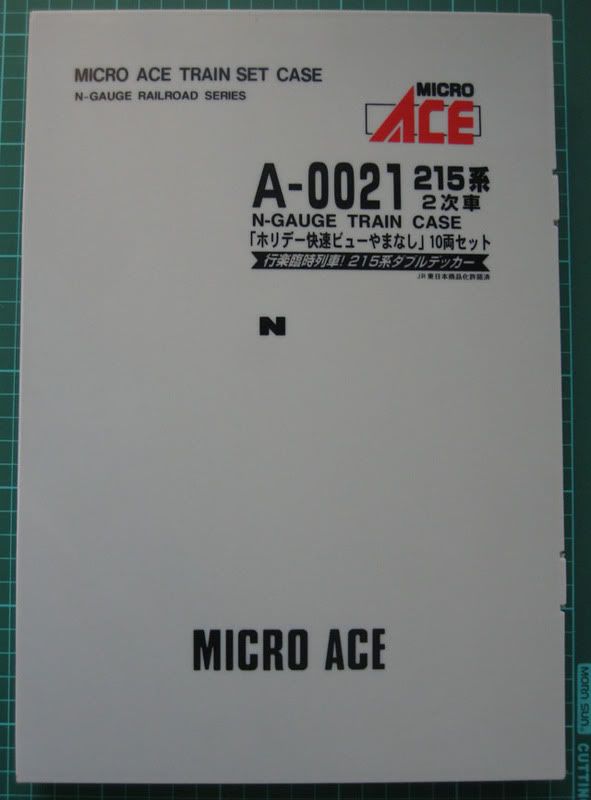 MICRO ACE TRAIN SET CASE
N-GAUGE RAILROAD SERIES
MICRO
ACE
A-0021 215系
2次車
N-GAUGE TRAIN CASE
「ホリデー快速ビューやまなし」10両セット
行楽臨時列車!215系ダブルデッカー
JR東日本商品化許諾済
N
MICRO ACE
MORN SUN
CUTTIN